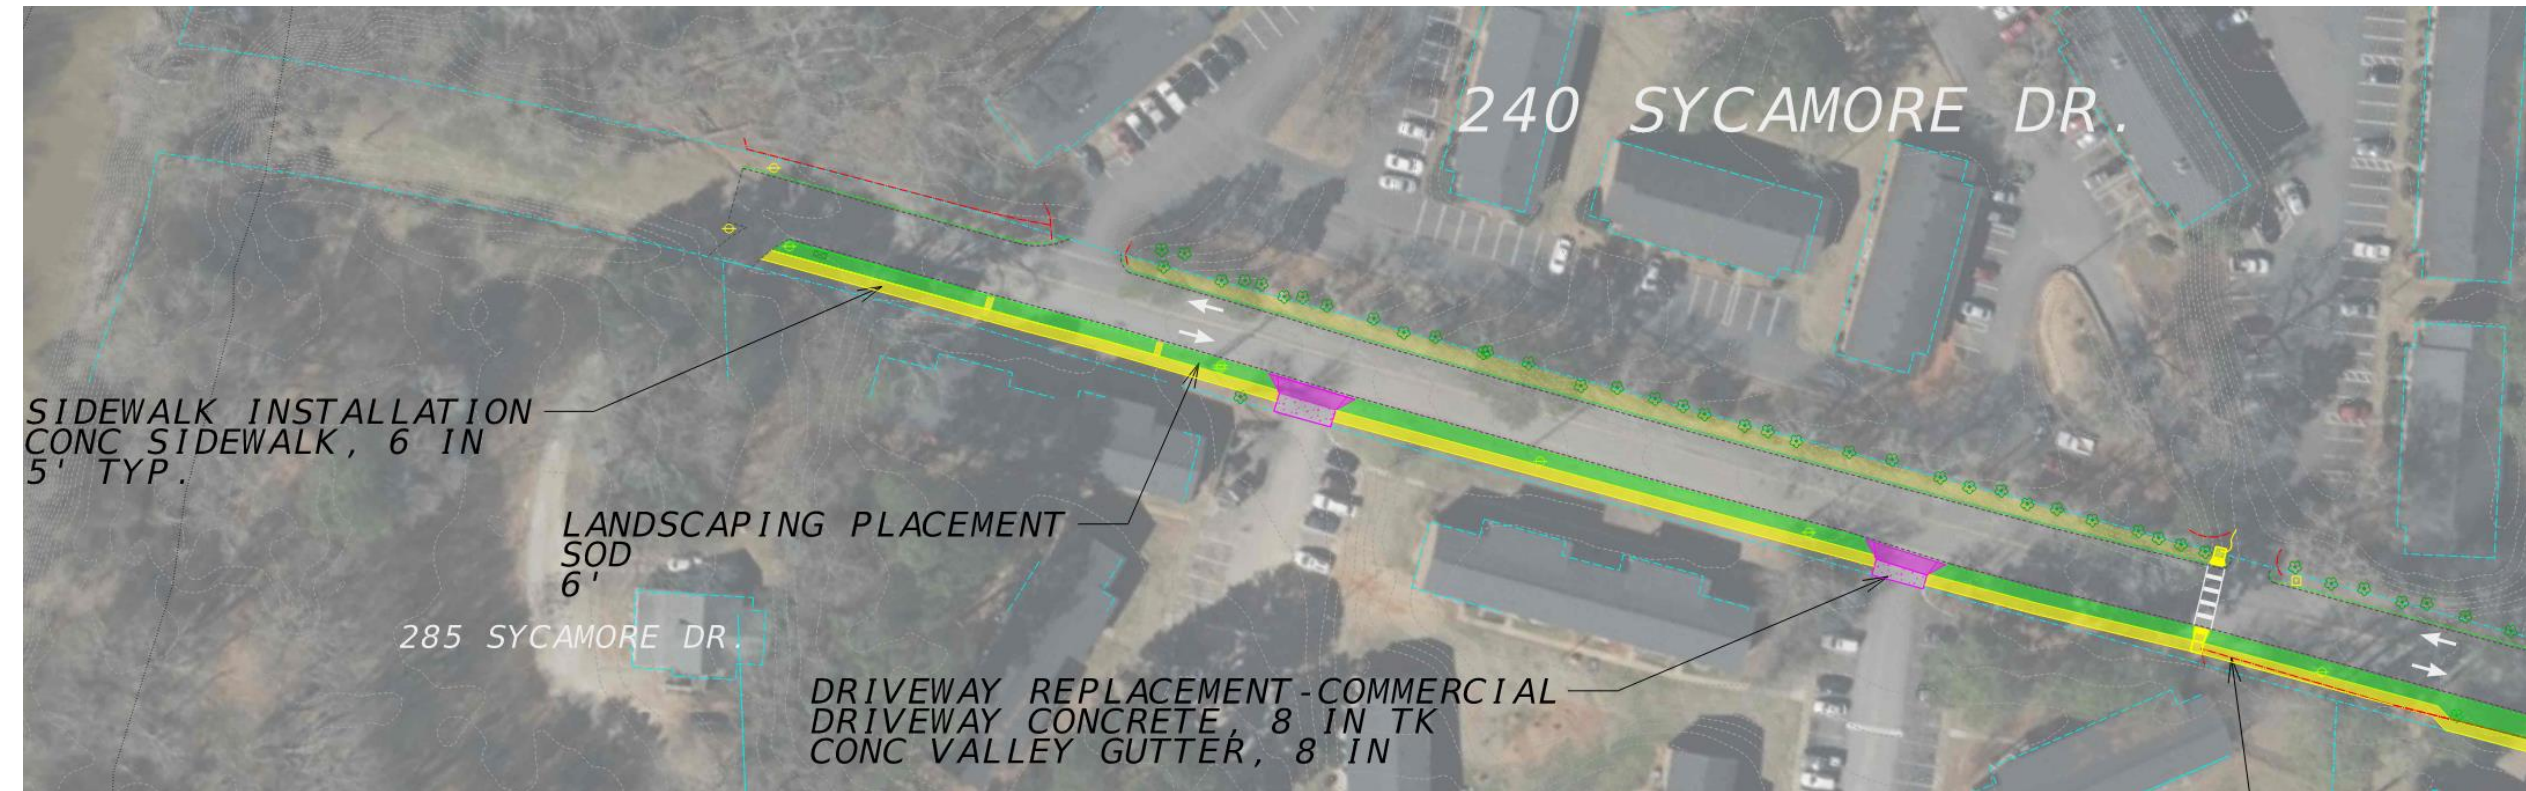 240 SYCAMORE DR.
SIDEWALK INSTALLATION
CONC SIDEWALK, 6 IN
5' TYP.
LANDSCAPING PLACEMENT
SOD
6'
285 SYCAMORE DR.
DRIVEWAY REPLACEMENT-COMMERCIAL
DRIVEWAY CONCRETE, 8 IN TK
CONC VALLEY GUTTER, 8 IN